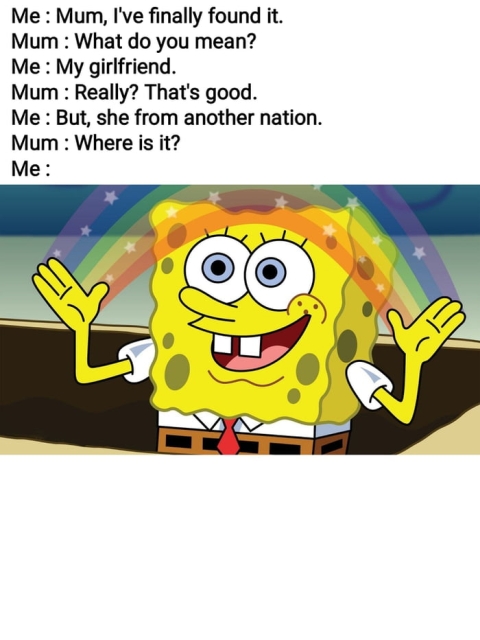 Me : Mum, I've finally found it.
Mum : What do you mean?
Me : My girlfriend.
Mum : Really? That's good.
Me : But, she from another nation.
Mum : Where is it?
Me :